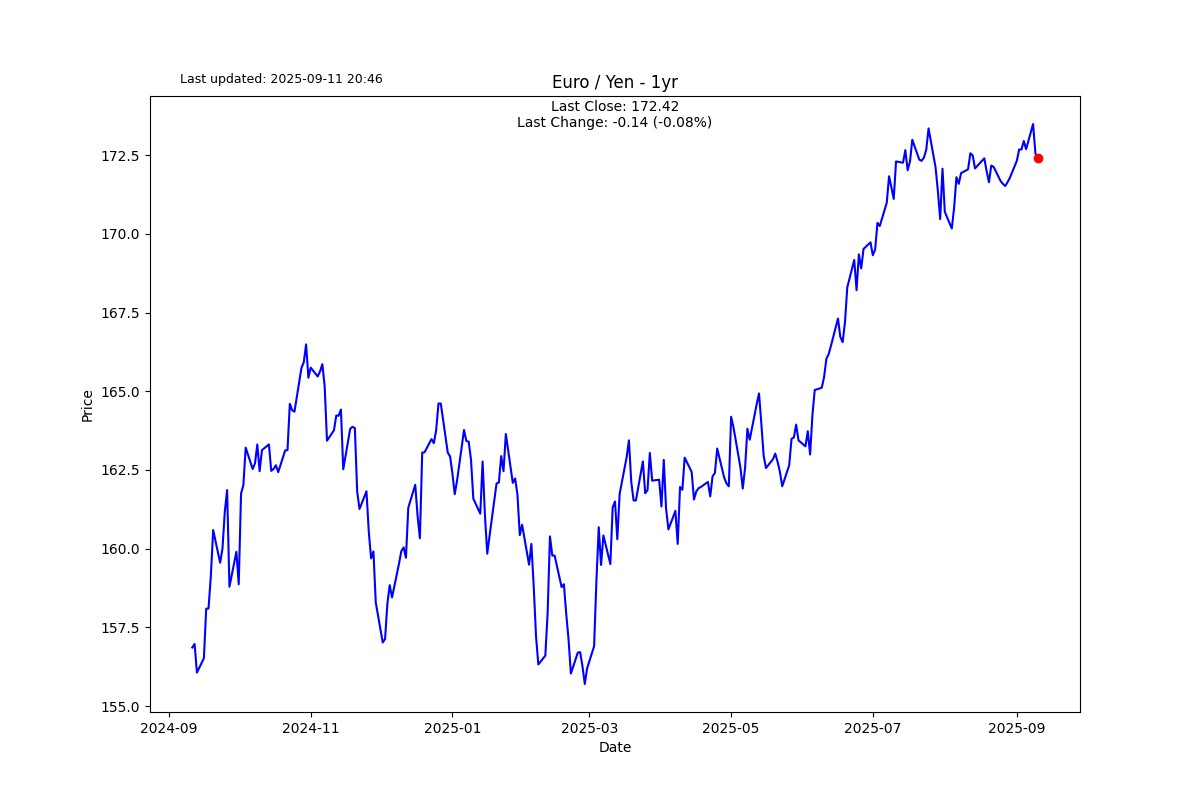 Last updated: 2025-09-11 20:46
Euro / Yen - 1yr
Last Close: 172.42
Last Change: -0.14 (-0.08%)
172.5
170.0
167.5
165.0
162.5
160.0
157.5
155.0
Price
2024-09
2024-11
2025-01
2025-03
2025-05
2025-07
2025-09
Date